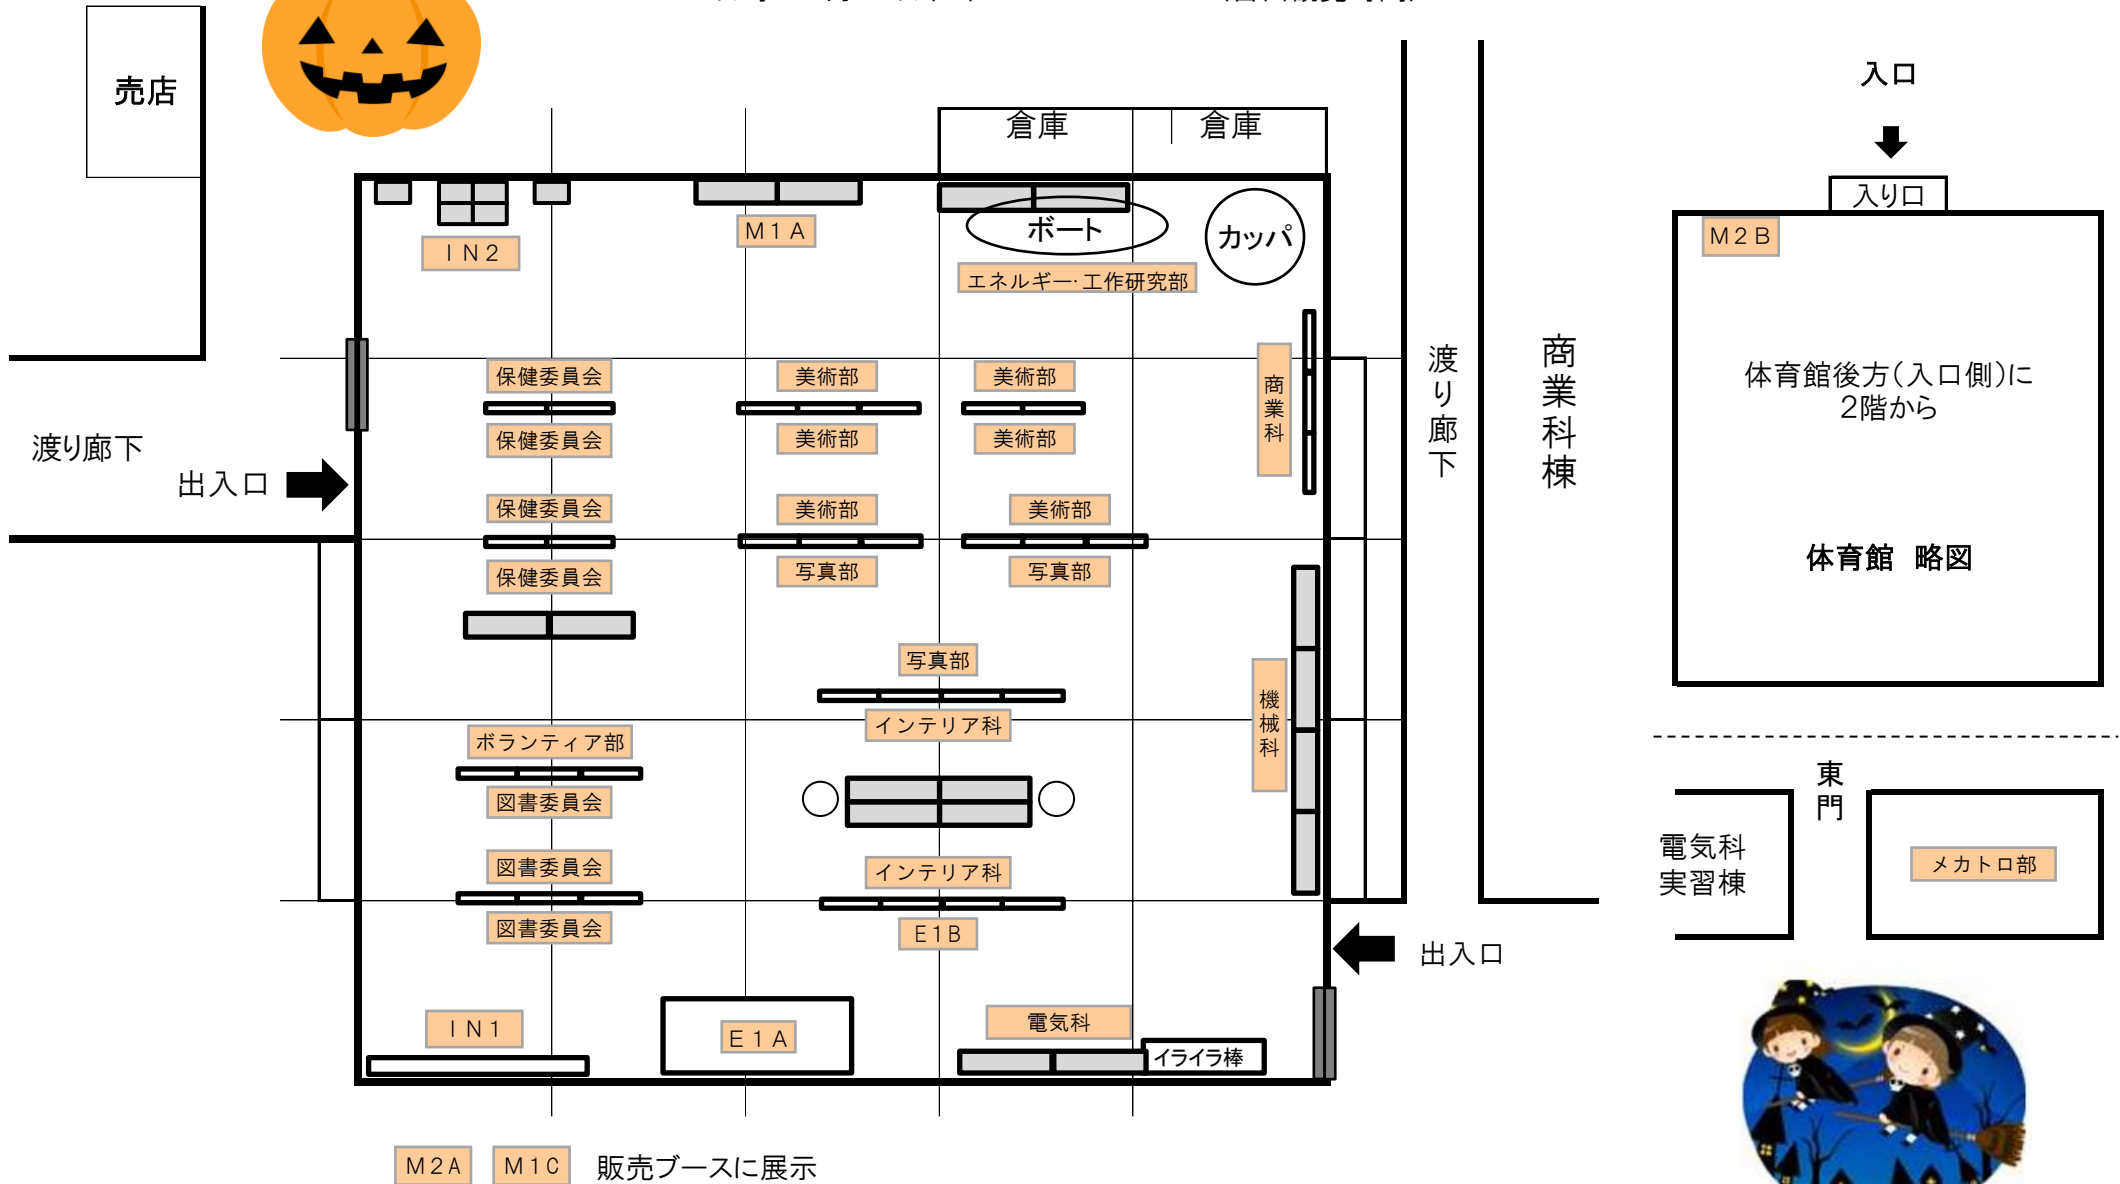 売店
入口
倉庫
倉庫
入り口
IN2
M1A
ボート
カッパ
M2B
エネルギー・工作研究部
保健委員会
美術部
美術部
商業科
渡り廊下
商業科棟
体育館後方(入口側)に
2階から
保健委員会
美術部
美術部
渡り廊下
出入口
保健委員会
美術部
美術部
体育館 略図
保健委員会
写真部
写真部
写真部
機械科
インテリア科
ボランティア部
東門
図書委員会
電気科
実習棟
メカトロ部
図書委員会
インテリア科
図書委員会
E1B
出入口
IN1
E1A
電気科
イライラ棒
M2A
M1C
販売ブースに展示